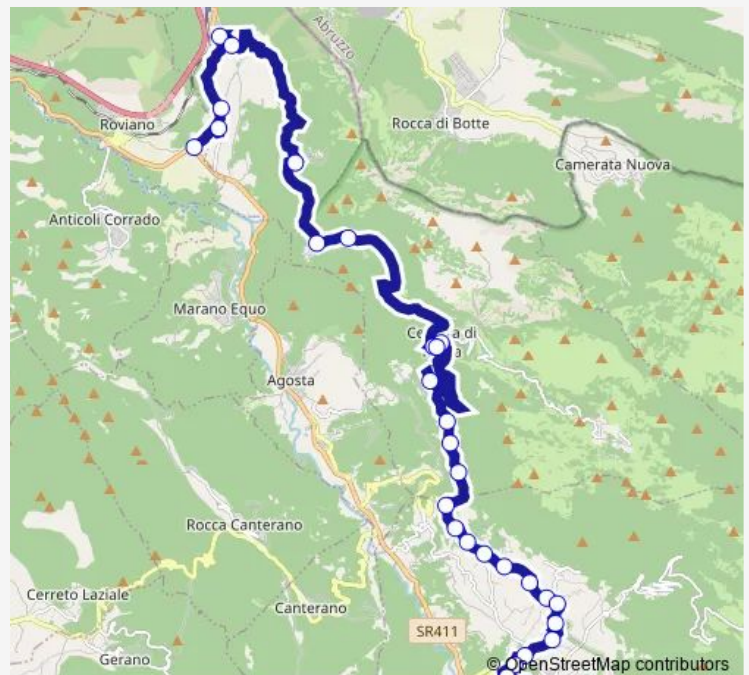 Abruzzo
Roviano
Rocca di Botte
Camerata Nuova
Anticoli Corrado
Marano Equo
Agosta
Rocca Canterano
Cerreto Laziale
Canterano
SR411
Gerano
© OpenStreetMap contributors